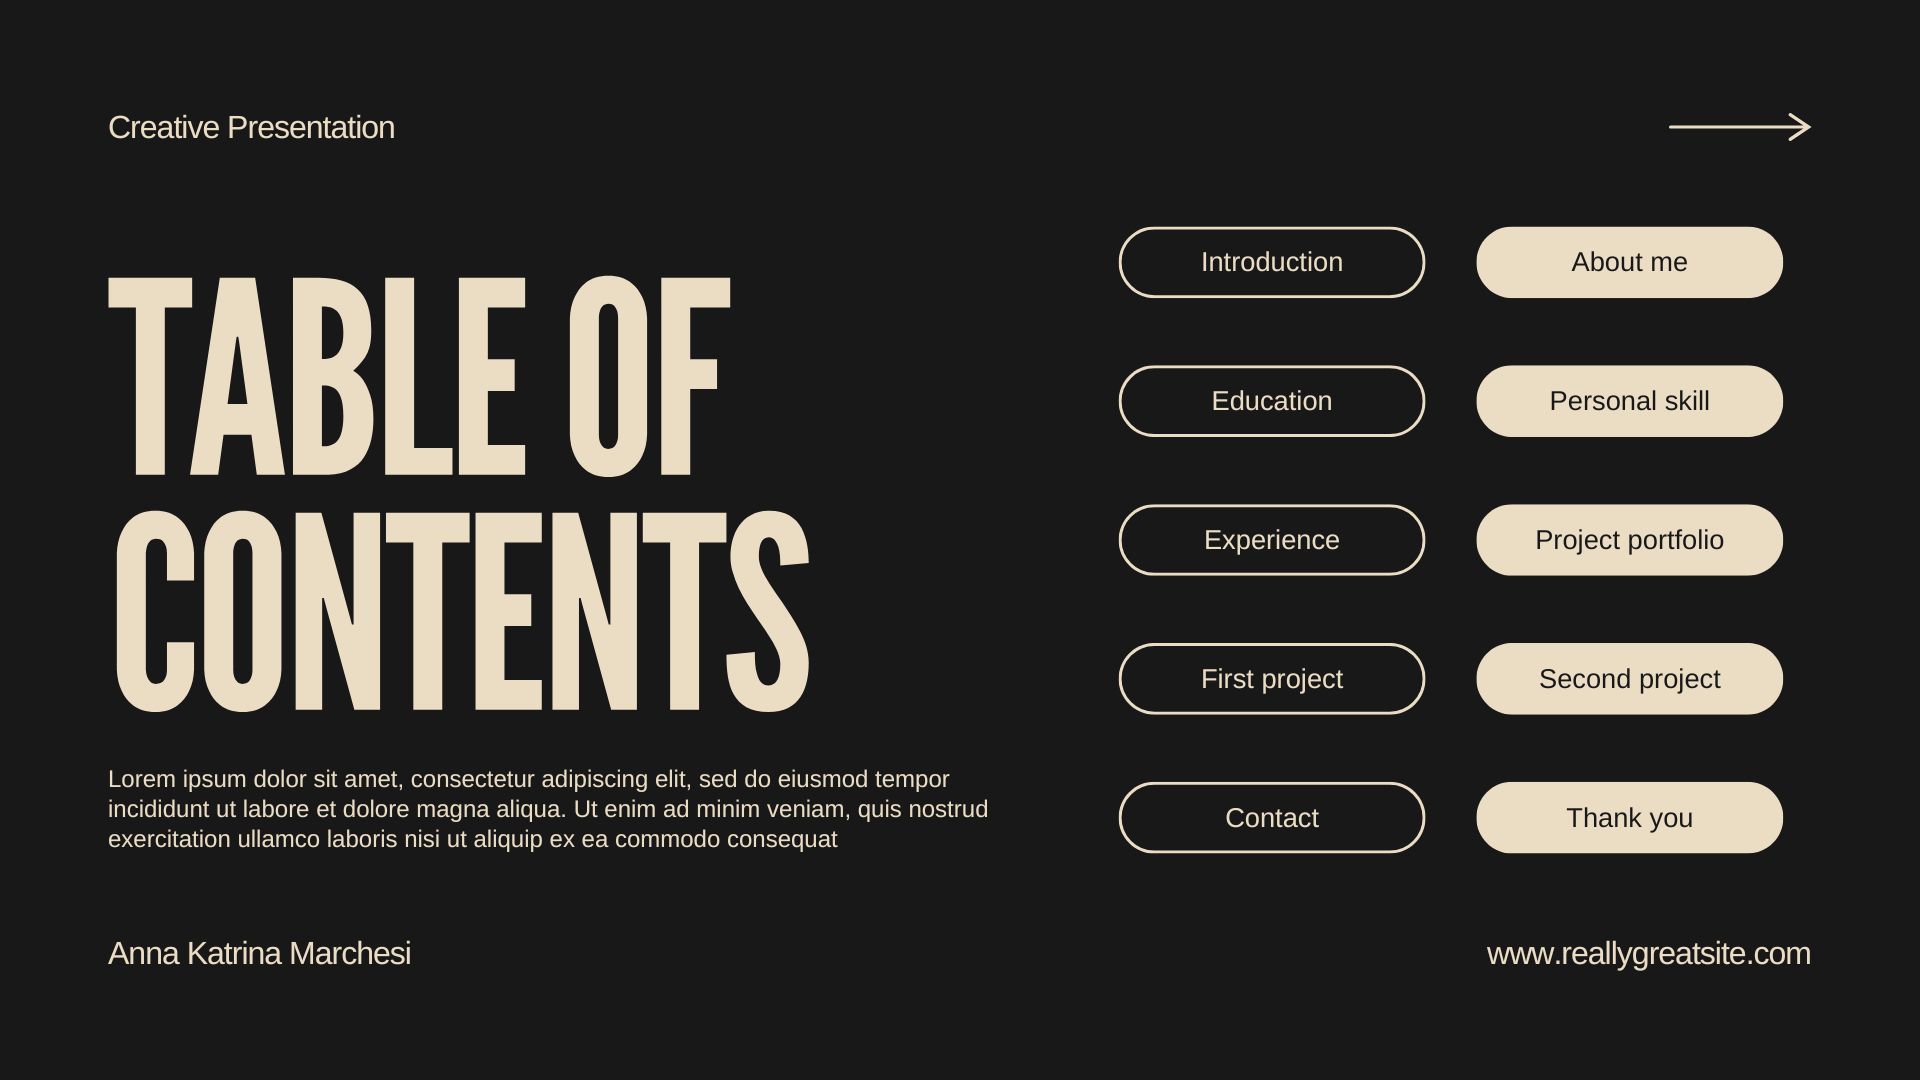 Creative Presentation
TABLE OF
CONTENTS
Lorem ipsum dolor sit amet, consectetur adipiscing elit, sed do eiusmod tempor
incididunt ut labore et dolore magna aliqua. Ut enim ad minim veniam, quis nostrud
exercitation ullamco laboris nisi ut aliquip ex ea commodo consequat
Introduction
About me
Education
Personal skill
Experience
Project portfolio
First project
Second project
Contact
Thank you
Anna Katrina Marchesi
www.reallygreatsite.com